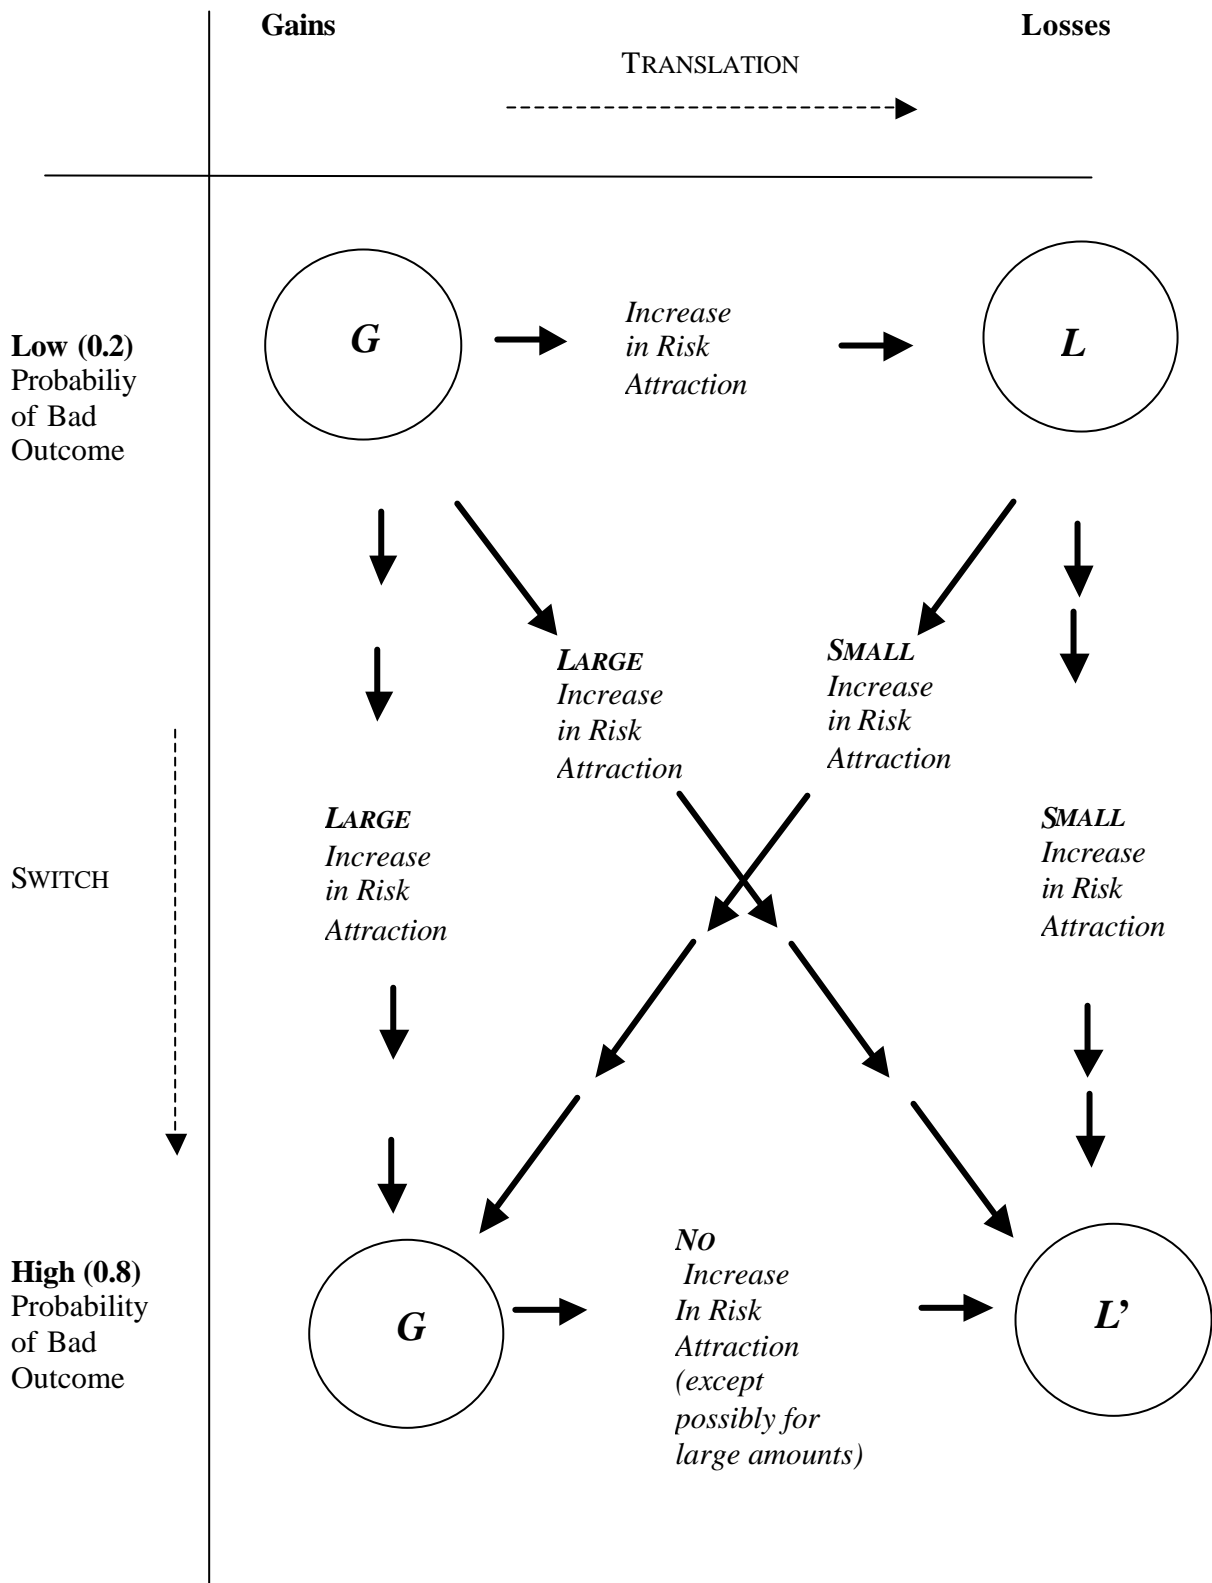 Gains
Losses
TRANSLATION
G
Increase
in Risk
Attraction
L
Low (0.2)
Probabiliy
of Bad
Outcome
LARGE
Increase
in Risk
Attraction
SMALL
Increase
in Risk
Attraction
LARGE
Increase
in Risk
Attraction
SMALL
Increase
in Risk
Attraction
SWITCH
High (0.8)
Probability
of Bad
Outcome
G
NO
Increase
In Risk
Attraction
(except
possibly for
large amounts)
L’